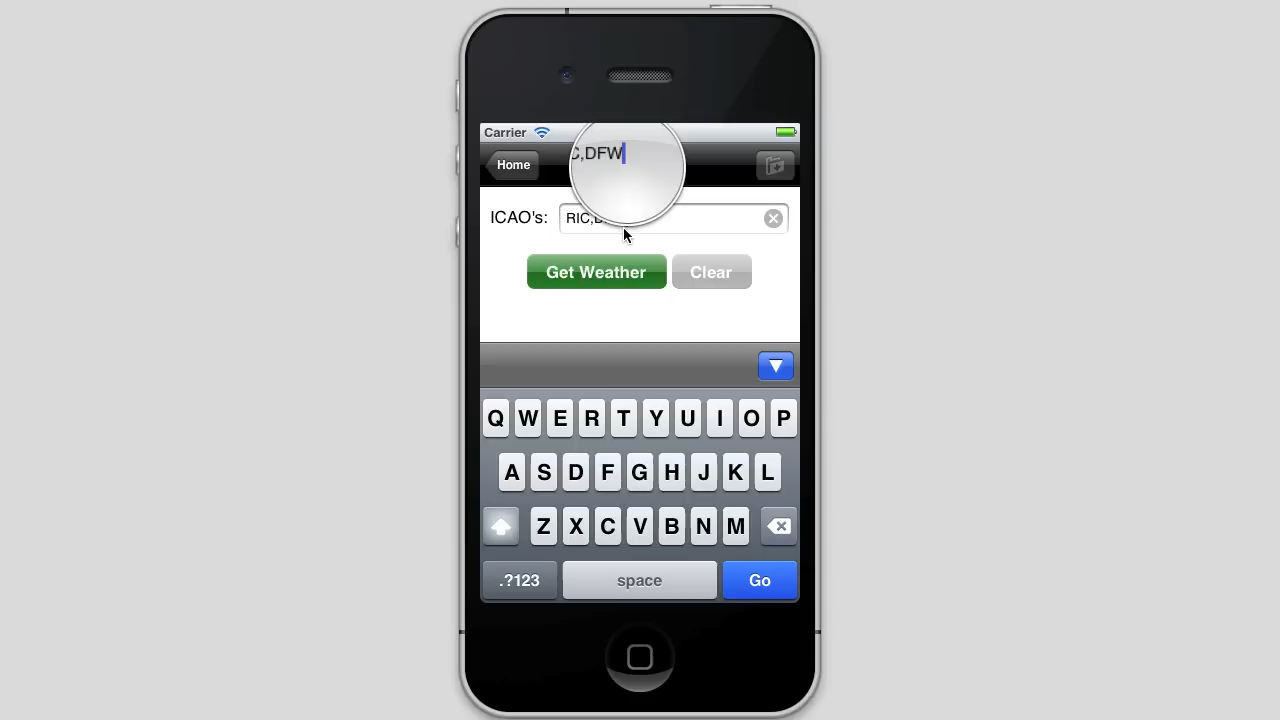 Carrier
C,DFW
Home
ICAO's: RIC,D
Get Weather Clear
Q W E R T Y U I O P
A S D F G H J K L
Z X C V B N M
.?123 space Go